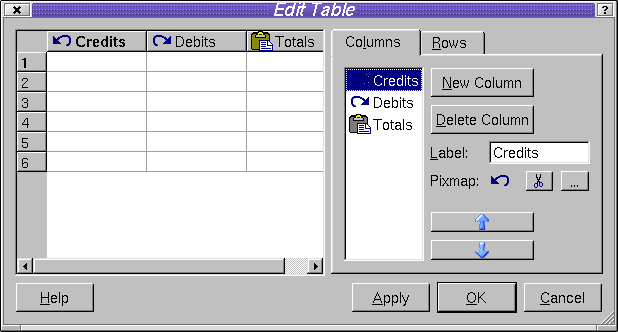 Edit Table
?
Credits Debits Totals
1
2
3
4
5
6
Columns Rows
Credits
Debits
Totals
New Column
Delete Column
Label: Credits
Pixmap: ...
Help Apply OK Cancel